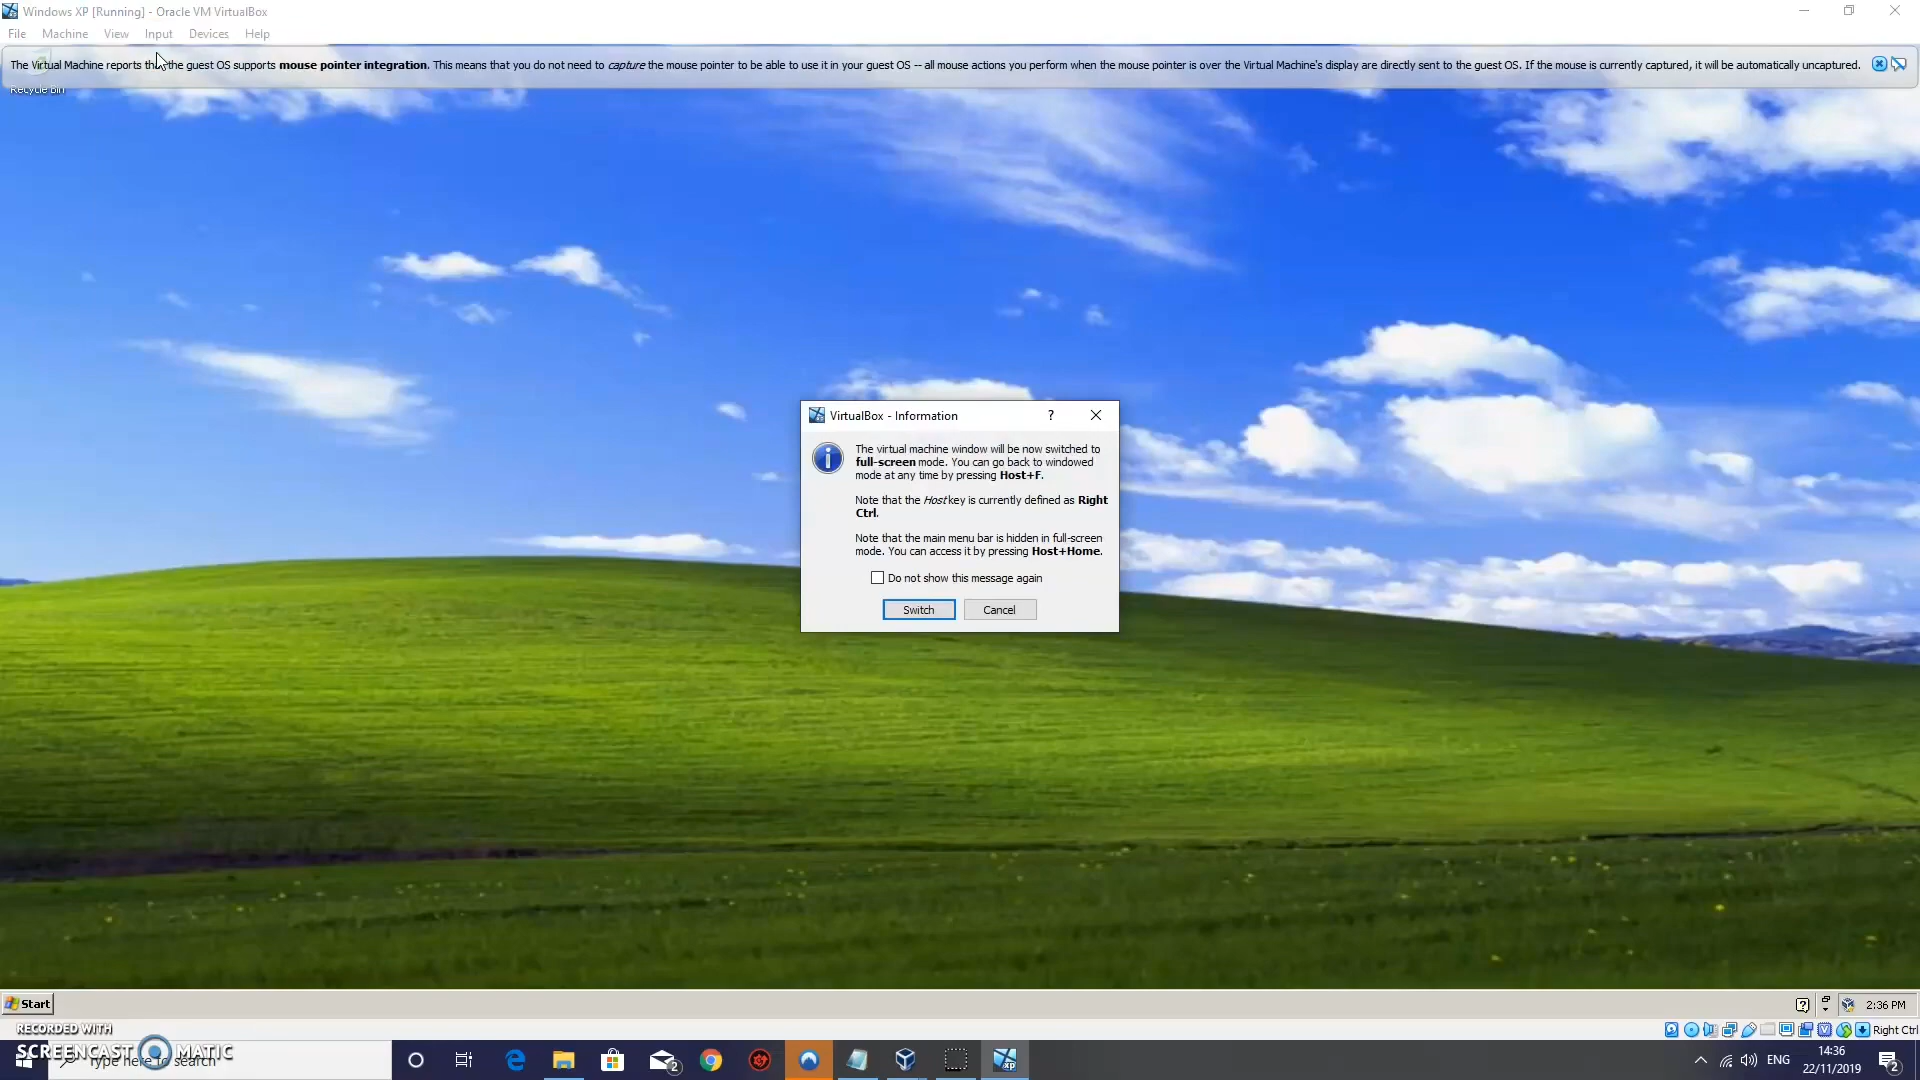 Windows XP [Running] - Oracle VM VirtualBox
File Machine View Input Devices Help
The Virtual Machine reports that the guest OS supports mouse pointer integration. This means that you do not need to capture the mouse pointer to be able to use it in your guest OS -- all mouse actions you perform when the mouse pointer is over the Virtual Machine's display are directly sent to the guest OS. If the mouse is currently captured, it will be automatically uncaptured.
Recycle Bin
VirtualBox - Information
The virtual machine window will be now switched to
full-screen mode. You can go back to windowed
mode at any time by pressing Host+F.
Note that the Host key is currently defined as Right
Ctrl.
Note that the main menu bar is hidden in full-screen
mode. You can access it by pressing Host+Home.
Do not show this message again
Switch Cancel
Start
2:36 PM
Right Ctrl
RECORDED WITH
SCREENCAST MATIC
Type here to search
2
xp
ENG
14:36
22/11/2019
2